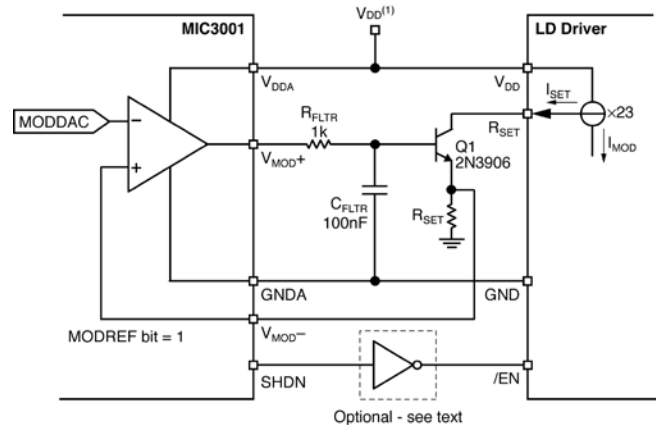 MIC3001
V_DD(1)
LD Driver
V_DDA
V_DD
MODDAC
−
+
R_FLTR
1k
I_SET
×23
V_MOD+
R_SET
Q1
2N3906
I_MOD
C_FLTR
100nF
R_SET
GNDA
GND
MODREF bit = 1
V_MOD−
SHDN
/EN
Optional - see text